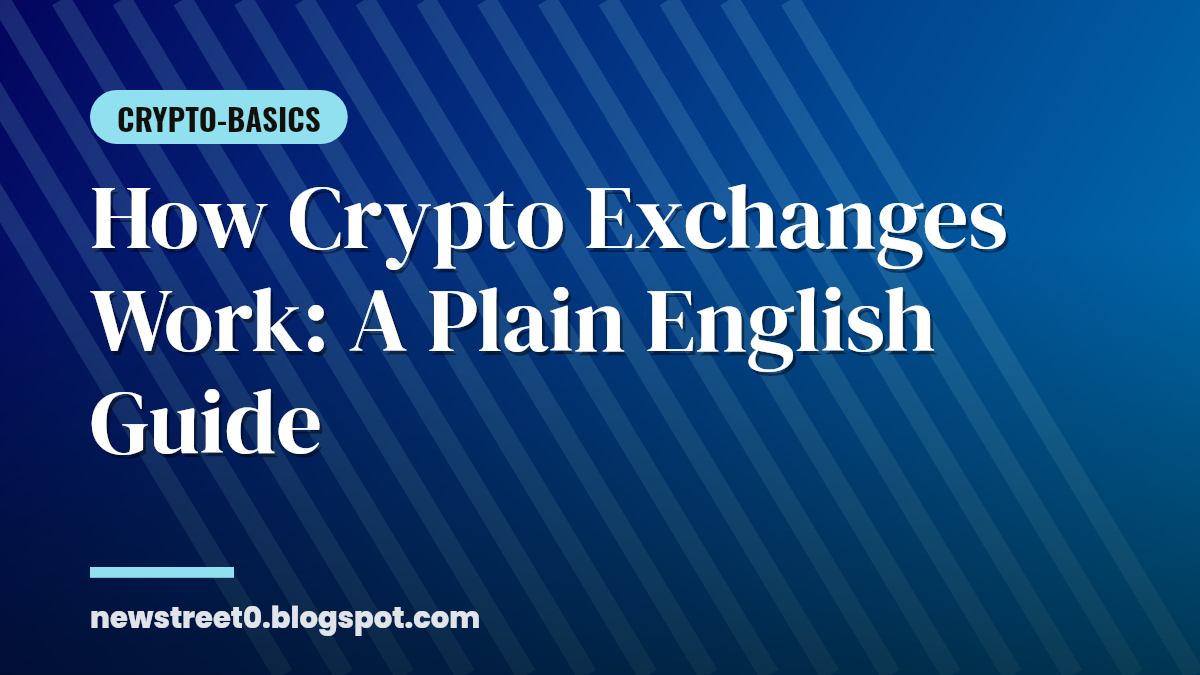 CRYPTO-BASICS
How Crypto Exchanges
Work: A Plain English
Guide
newstreet0.blogspot.com